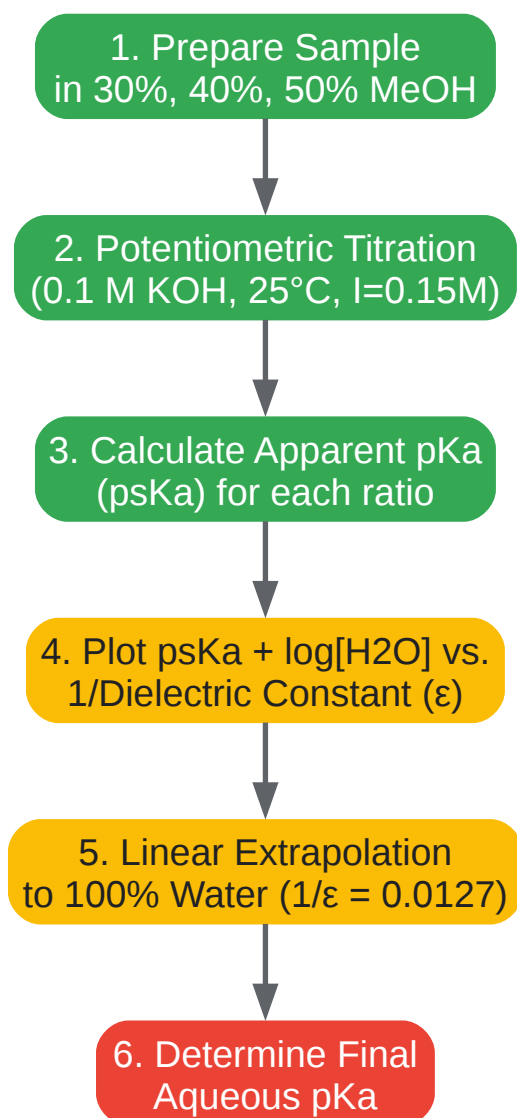 1. Prepare Sample
in 30%, 40%, 50% MeOH
2. Potentiometric Titration
(0.1 M KOH, 25°C, I=0.15M)
3. Calculate Apparent pKa
(psKa) for each ratio
4. Plot psKa + log[H2O] vs.
1/Dielectric Constant (ε)
5. Linear Extrapolation
to 100% Water (1/ε = 0.0127)
6. Determine Final
Aqueous pKa